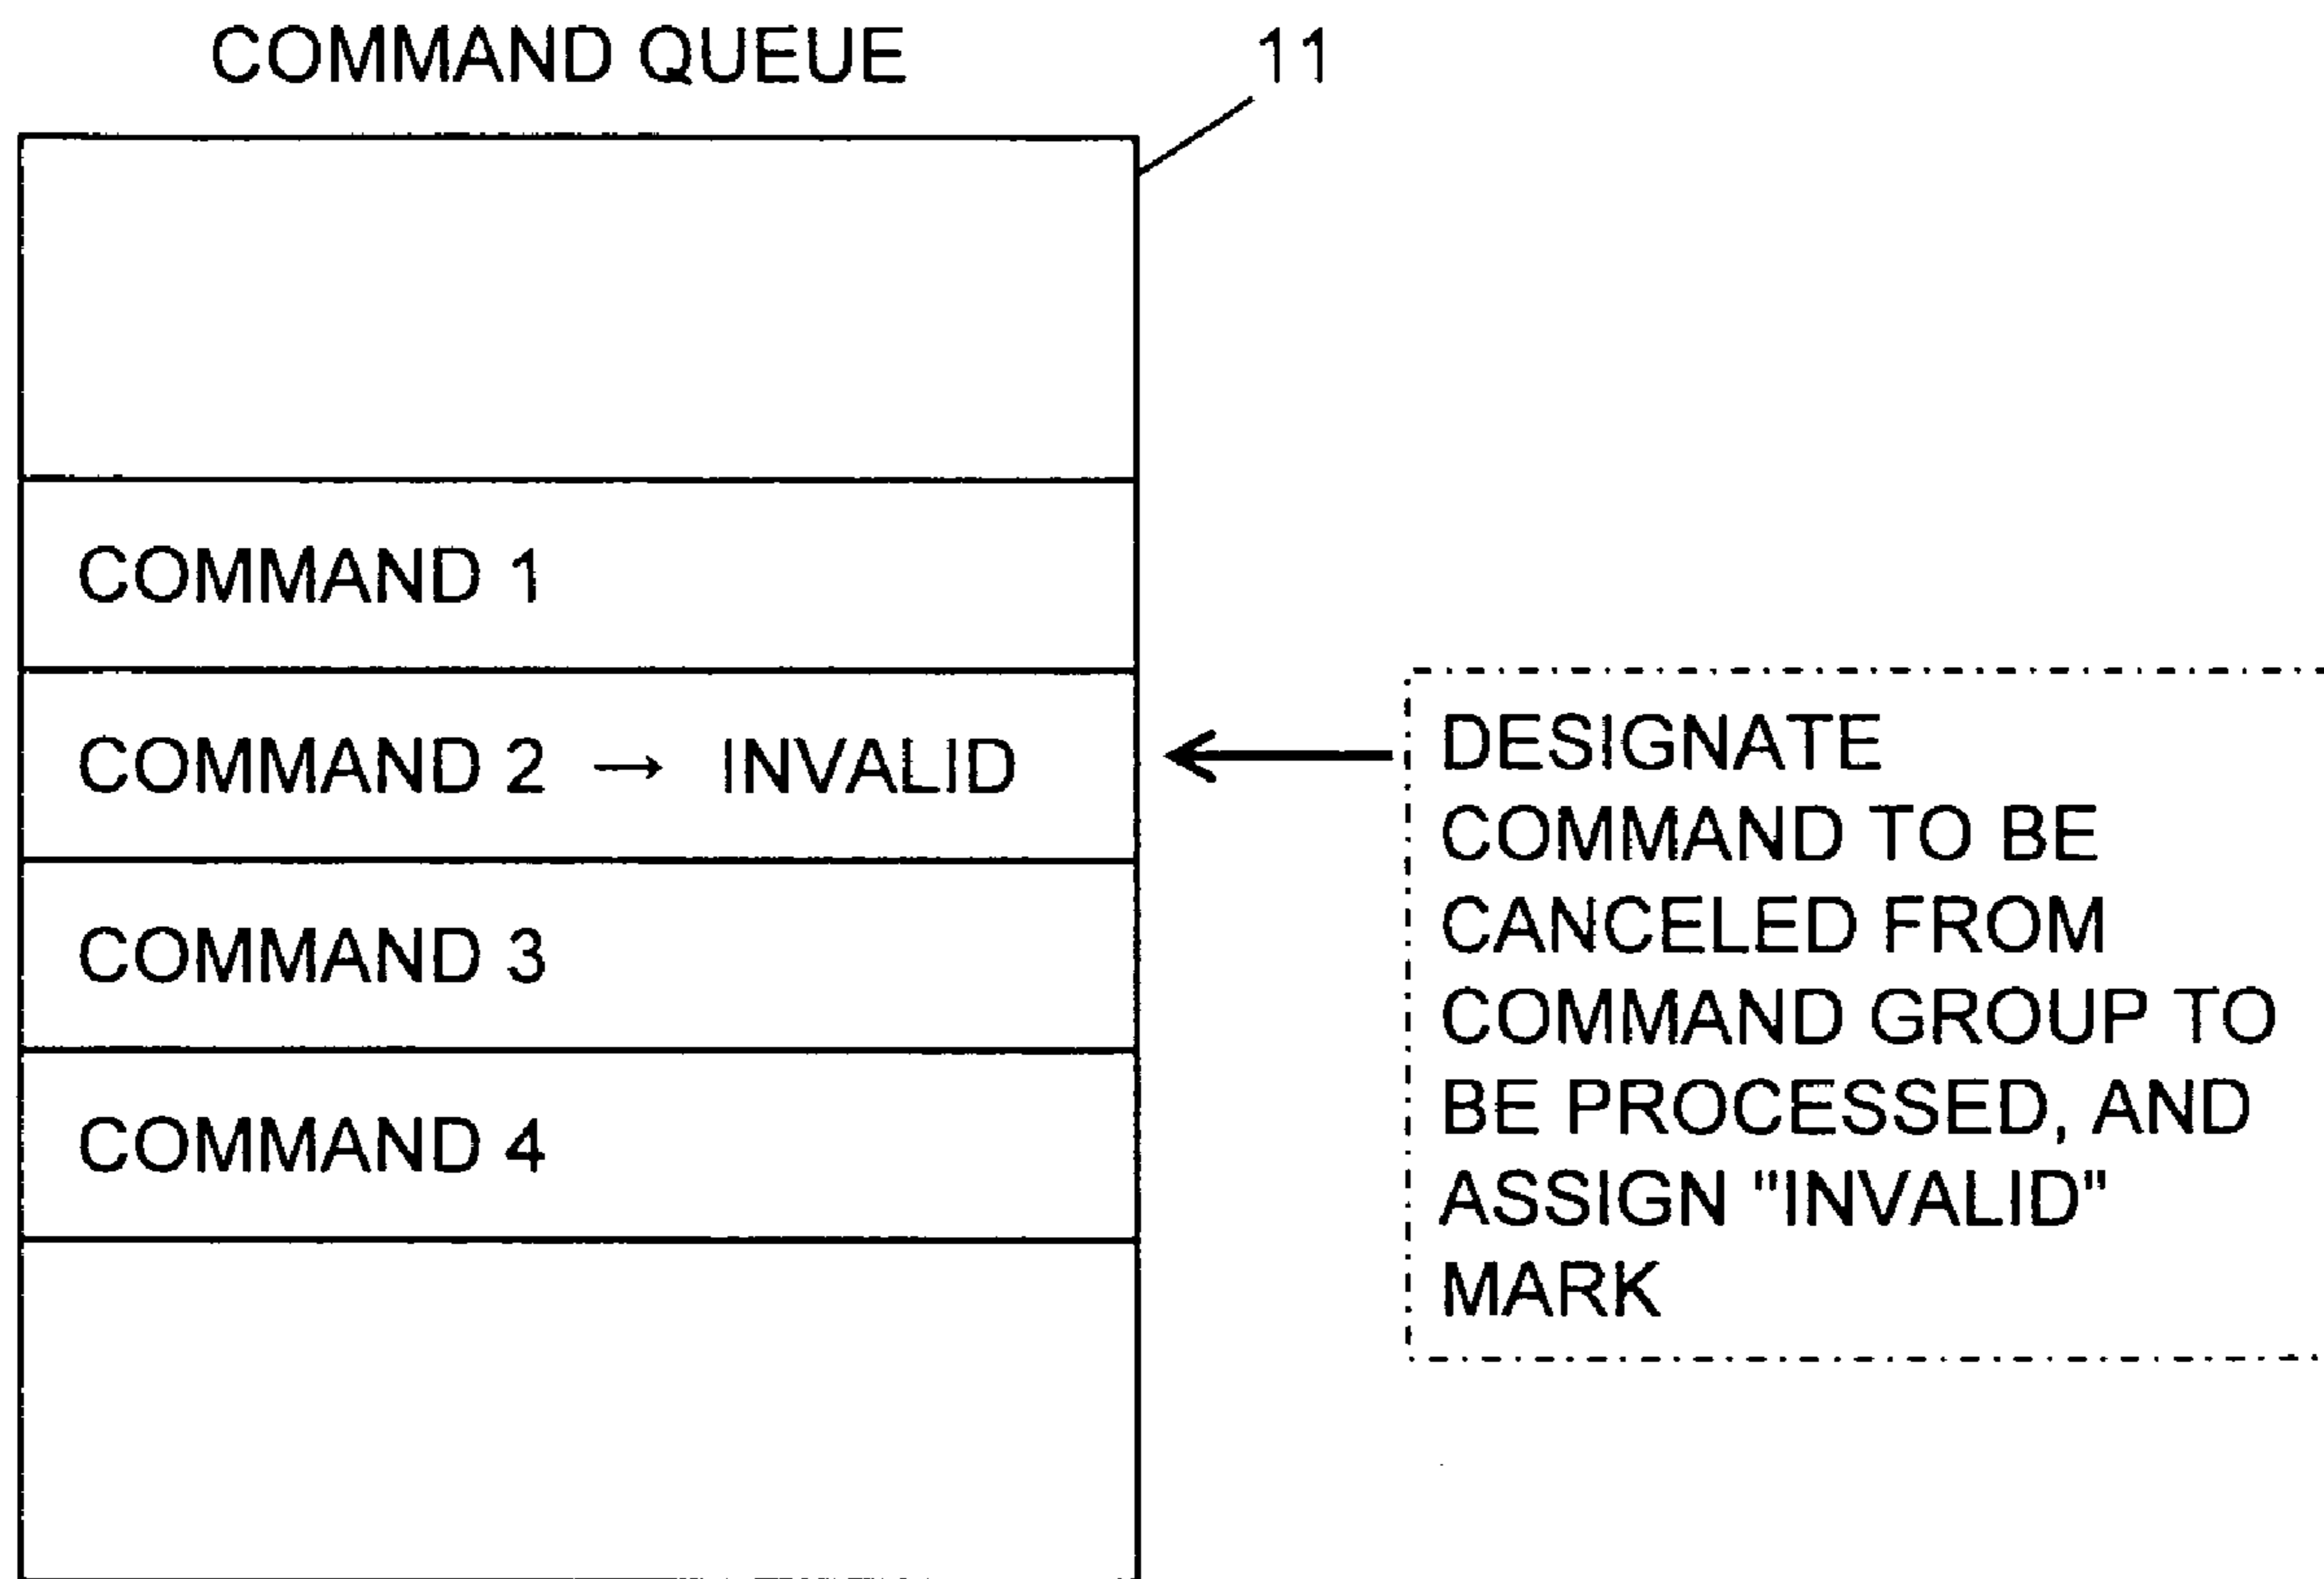 COMMAND QUEUE
11
COMMAND 1
COMMAND 2 → INVALID
COMMAND 3
COMMAND 4
DESIGNATE
COMMAND TO BE
CANCELED FROM
COMMAND GROUP TO
BE PROCESSED, AND
ASSIGN "INVALID"
MARK